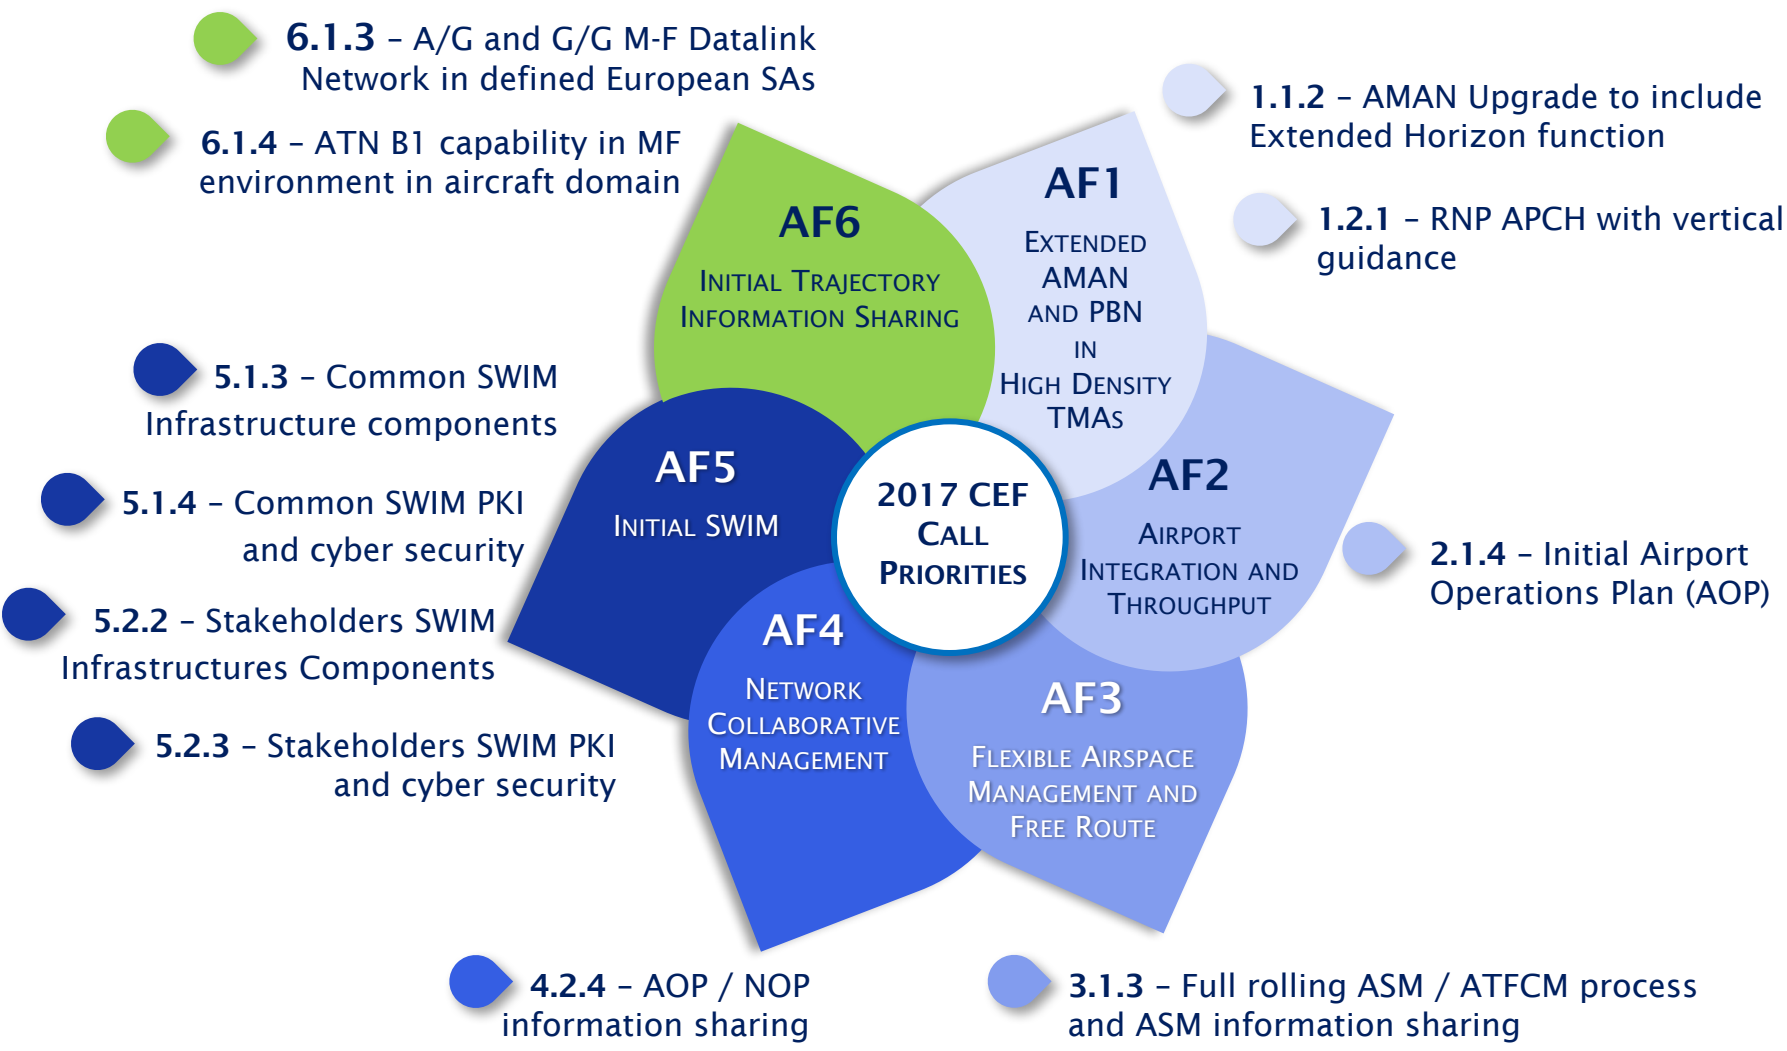 6.1.3 – A/G and G/G M-F Datalink
Network in defined European SAs
6.1.4 – ATN B1 capability in MF
environment in aircraft domain
1.1.2 – AMAN Upgrade to include
Extended Horizon function
1.2.1 – RNP APCH with vertical
guidance
AF6
INITIAL TRAJECTORY
INFORMATION SHARING
AF1
EXTENDED
AMAN
AND PBN
IN
HIGH DENSITY
TMAS
5.1.3 – Common SWIM
Infrastructure components
5.1.4 – Common SWIM PKI
and cyber security
5.2.2 – Stakeholders SWIM
Infrastructures Components
5.2.3 – Stakeholders SWIM PKI
and cyber security
AF5
INITIAL SWIM
2017 CEF
CALL
PRIORITIES
AF2
AIRPORT
INTEGRATION AND
THROUGHPUT
2.1.4 – Initial Airport
Operations Plan (AOP)
AF4
NETWORK
COLLABORATIVE
MANAGEMENT
AF3
FLEXIBLE AIRSPACE
MANAGEMENT AND
FREE ROUTE
4.2.4 – AOP / NOP
information sharing
3.1.3 – Full rolling ASM / ATFCM process
and ASM information sharing